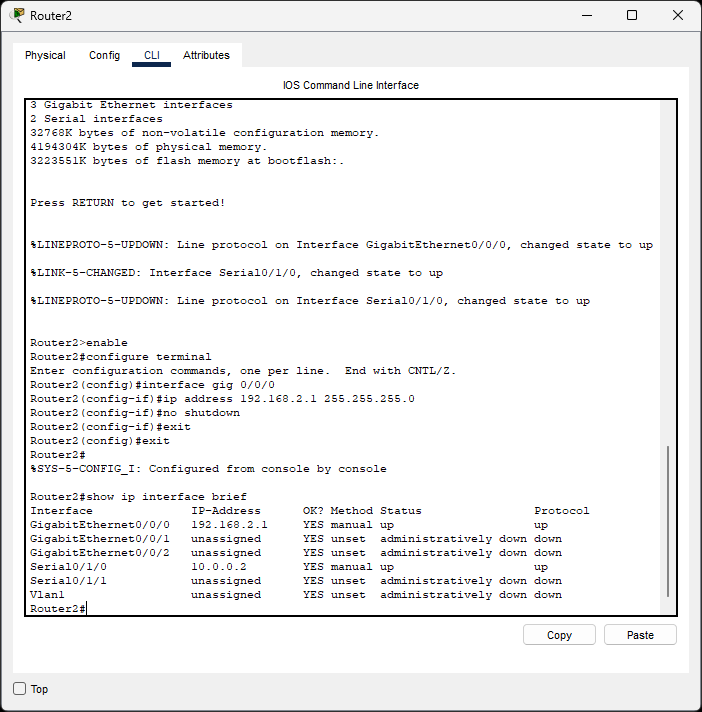 Router2
Physical Config CLI Attributes
IOS Command Line Interface
3 Gigabit Ethernet interfaces
2 Serial interfaces
32768K bytes of non-volatile configuration memory.
4194304K bytes of physical memory.
3223551K bytes of flash memory at bootflash:.
Press RETURN to get started!
%LINEPROTO-5-UPDOWN: Line protocol on Interface GigabitEthernet0/0/0, changed state to up
%LINK-5-CHANGED: Interface Serial0/1/0, changed state to up
%LINEPROTO-5-UPDOWN: Line protocol on Interface Serial0/1/0, changed state to up
Router2>enable
Router2#configure terminal
Enter configuration commands, one per line.  End with CNTL/Z.
Router2(config)#interface gig 0/0/0
Router2(config-if)#ip address 192.168.2.1 255.255.255.0
Router2(config-if)#no shutdown
Router2(config-if)#exit
Router2(config)#exit
Router2#
%SYS-5-CONFIG_I: Configured from console by console
Router2#show ip interface brief
Interface              IP-Address      OK? Method Status                Protocol
GigabitEthernet0/0/0   192.168.2.1     YES manual up                    up
GigabitEthernet0/0/1   unassigned      YES unset  administratively down down
GigabitEthernet0/0/2   unassigned      YES unset  administratively down down
Serial0/1/0            10.0.0.2        YES manual up                    up
Serial0/1/1            unassigned      YES unset  administratively down down
Vlan1                  unassigned      YES unset  administratively down down
Router2#
Copy Paste
Top